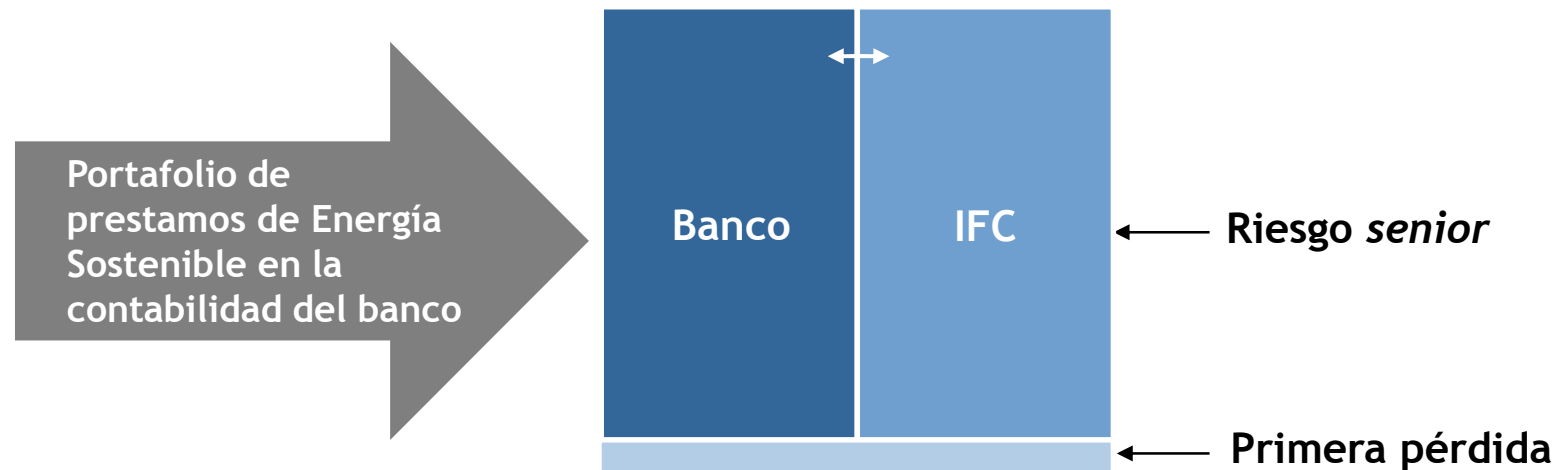 Portafolio de
prestamos de Energía
Sostenible en la
contabilidad del banco
Banco
IFC
Riesgo senior
Primera pérdida